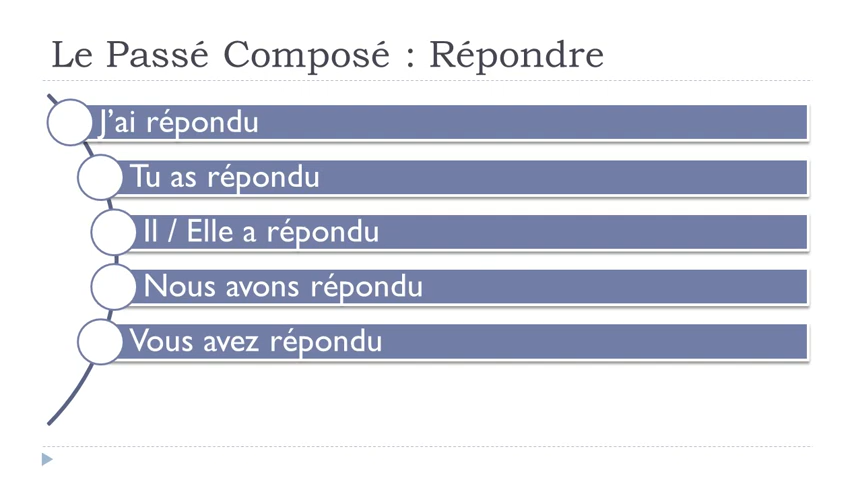 Le Passé Composé : Répondre
J’ai répondu
Tu as répondu
Il / Elle a répondu
Nous avons répondu
Vous avez répondu